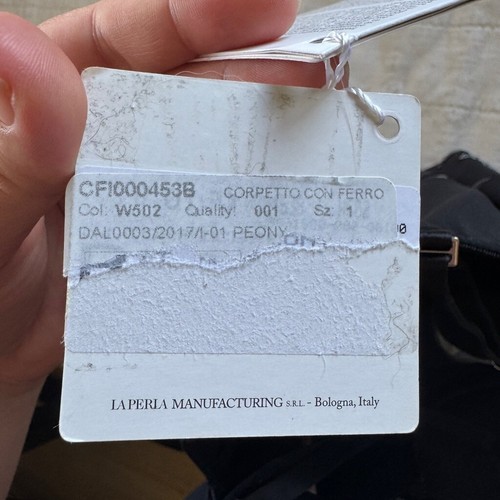 CFI000453B CORPETTO CON FERRO
Col: W502 Quality: 001 Sz: 1
DAL0003/2017/I-01 PEONY
LA PERLA MANUFACTURING S.R.L. - Bologna, Italy